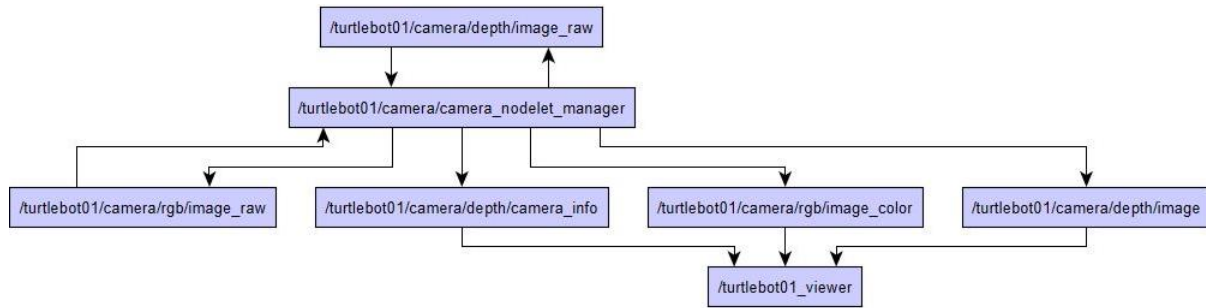 /turtlebot01/camera/depth/image_raw
/turtlebot01/camera/camera_nodelet_manager
/turtlebot01/camera/rgb/image_raw
/turtlebot01/camera/depth/camera_info
/turtlebot01/camera/rgb/image_color
/turtlebot01/camera/depth/image
/turtlebot01_viewer